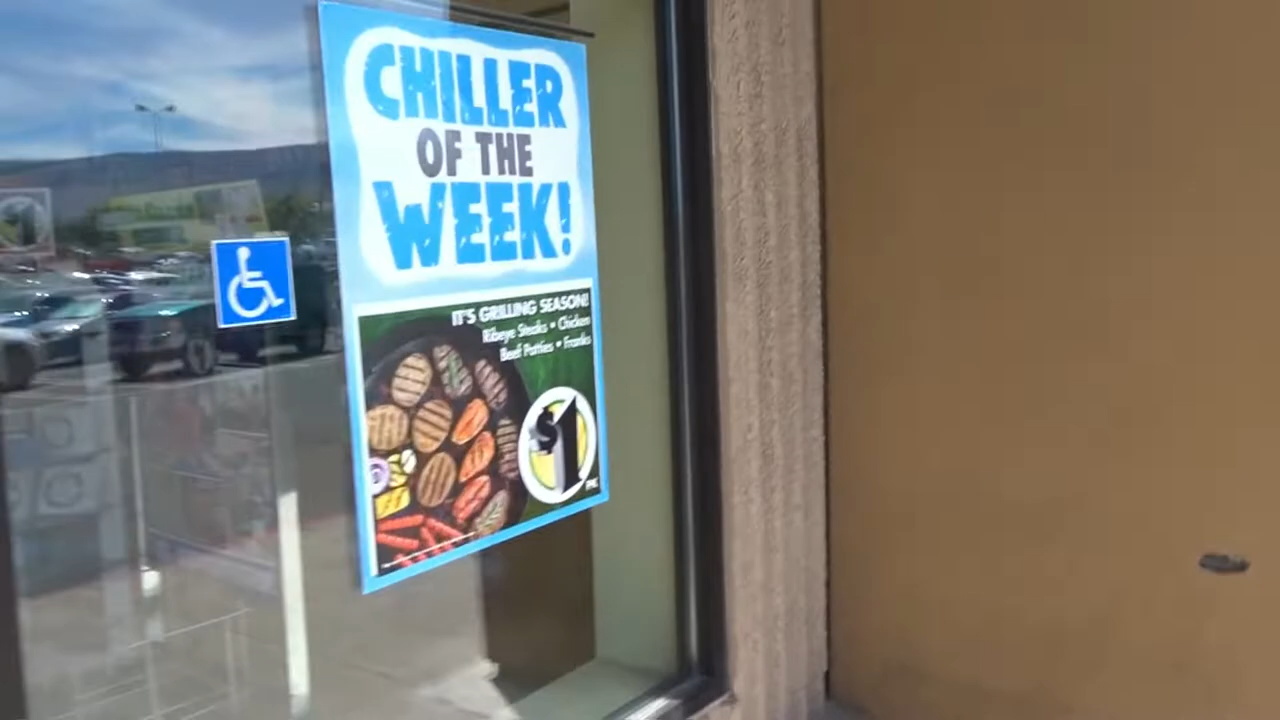 CHILLER
OF THE
WEEK!
IT'S GRILLING SEASON!
Ribeye Steaks • Chicken
Beef Patties • Franks
$1